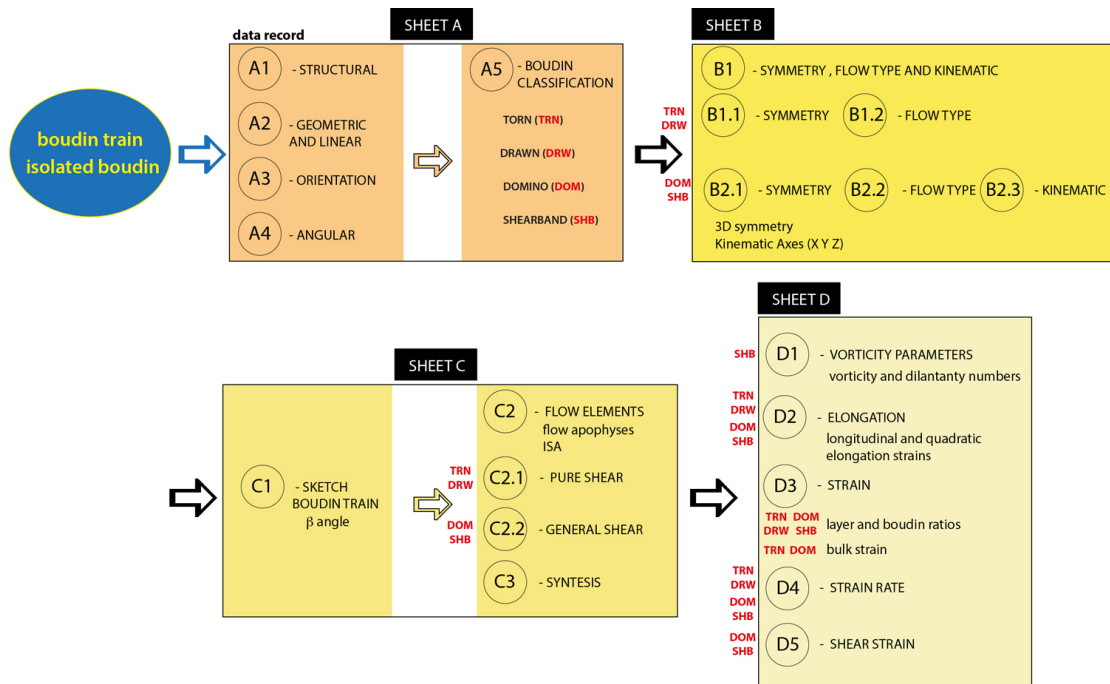 SHEET A
data record
boudin train
isolated boudin
A1 - STRUCTURAL
A2 - GEOMETRIC
AND LINEAR
A3 - ORIENTATION
A4 - ANGULAR
A5 - BOUDIN
CLASSIFICATION
TORN (TRN)
DRAWN (DRW)
DOMINO (DOM)
SHEARBAND (SHB)
SHEET B
B1 - SYMMETRY , FLOW TYPE AND KINEMATIC
TRN
DRW
B1.1 - SYMMETRY B1.2 - FLOW TYPE
DOM
SHB
B2.1 - SYMMETRY B2.2 - FLOW TYPE B2.3 - KINEMATIC
3D symmetry
Kinematic Axes (X Y Z)
SHEET C
C1 - SKETCH
BOUDIN TRAIN
β angle
C2 - FLOW ELEMENTS
flow apophyses
ISA
TRN
DRW
C2.1 - PURE SHEAR
DOM
SHB
C2.2 - GENERAL SHEAR
C3 - SYNTESIS
SHEET D
SHB D1 - VORTICITY PARAMETERS
vorticity and dilantanty numbers
TRN
DRW
DOM
SHB
D2 - ELONGATION
longitudinal and quadratic
elongation strains
D3 - STRAIN
TRN DOM
DRW SHB
layer and boudin ratios
TRN DOM bulk strain
TRN
DRW
DOM
SHB
D4 - STRAIN RATE
DOM
SHB
D5 - SHEAR STRAIN